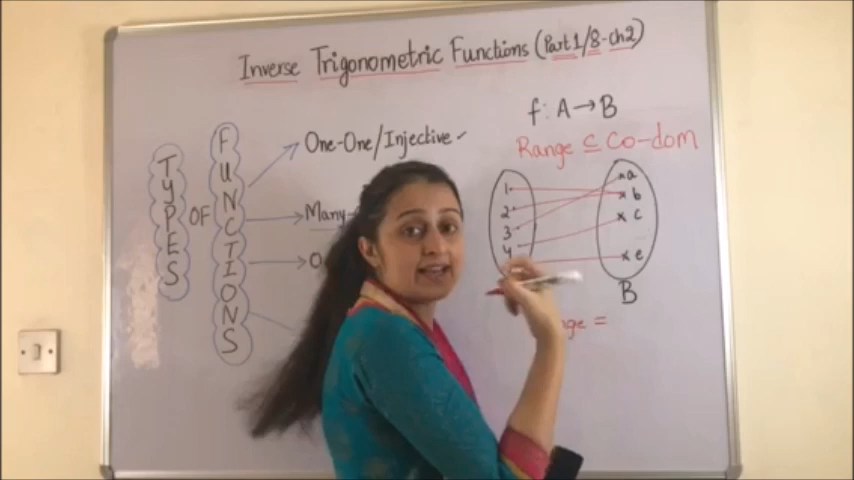 Inverse Trigonometric Functions (Part 1/8-Ch2)
f: A → B
Range ⊆ Co-dom
TYPES
OF
FUNCTIONS
One-One/Injective ✓
Many-
O
1
2
3
4
a
b
c
e
B
=